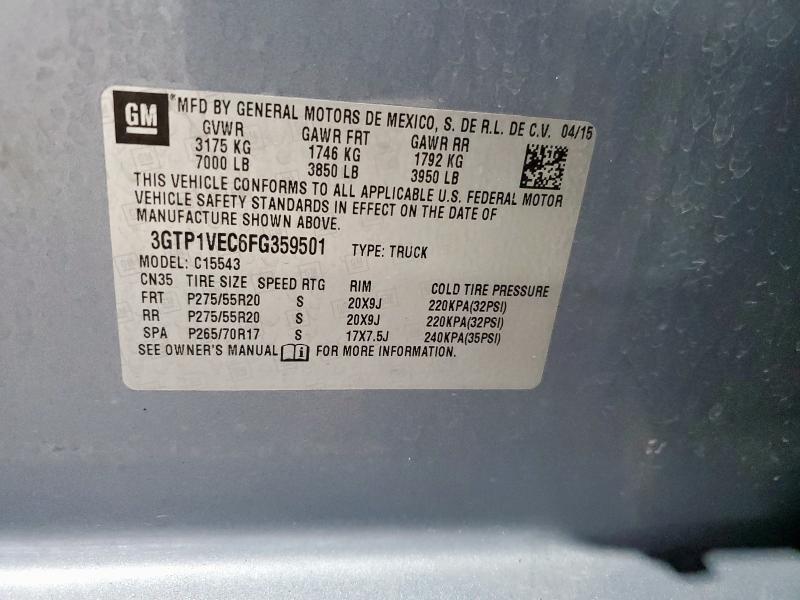 GM *MFD BY GENERAL MOTORS DE MEXICO, S. DE R.L. DE C.V. 04/15
GVWR GAWR FRT GAWR RR
3175 KG 1746 KG 1792 KG
7000 LB 3850 LB 3950 LB
THIS VEHICLE CONFORMS TO ALL APPLICABLE U.S. FEDERAL MOTOR
VEHICLE SAFETY STANDARDS IN EFFECT ON THE DATE OF
MANUFACTURE SHOWN ABOVE.
3GTP1VEC6FG359501 TYPE: TRUCK
MODEL: C15543
CN35 TIRE SIZE SPEED RTG RIM COLD TIRE PRESSURE
FRT P275/55R20 S 20X9J 220KPA(32PSI)
RR P275/55R20 S 20X9J 220KPA(32PSI)
SPA P265/70R17 S 17X7.5J 240KPA(35PSI)
SEE OWNER'S MANUAL i FOR MORE INFORMATION.